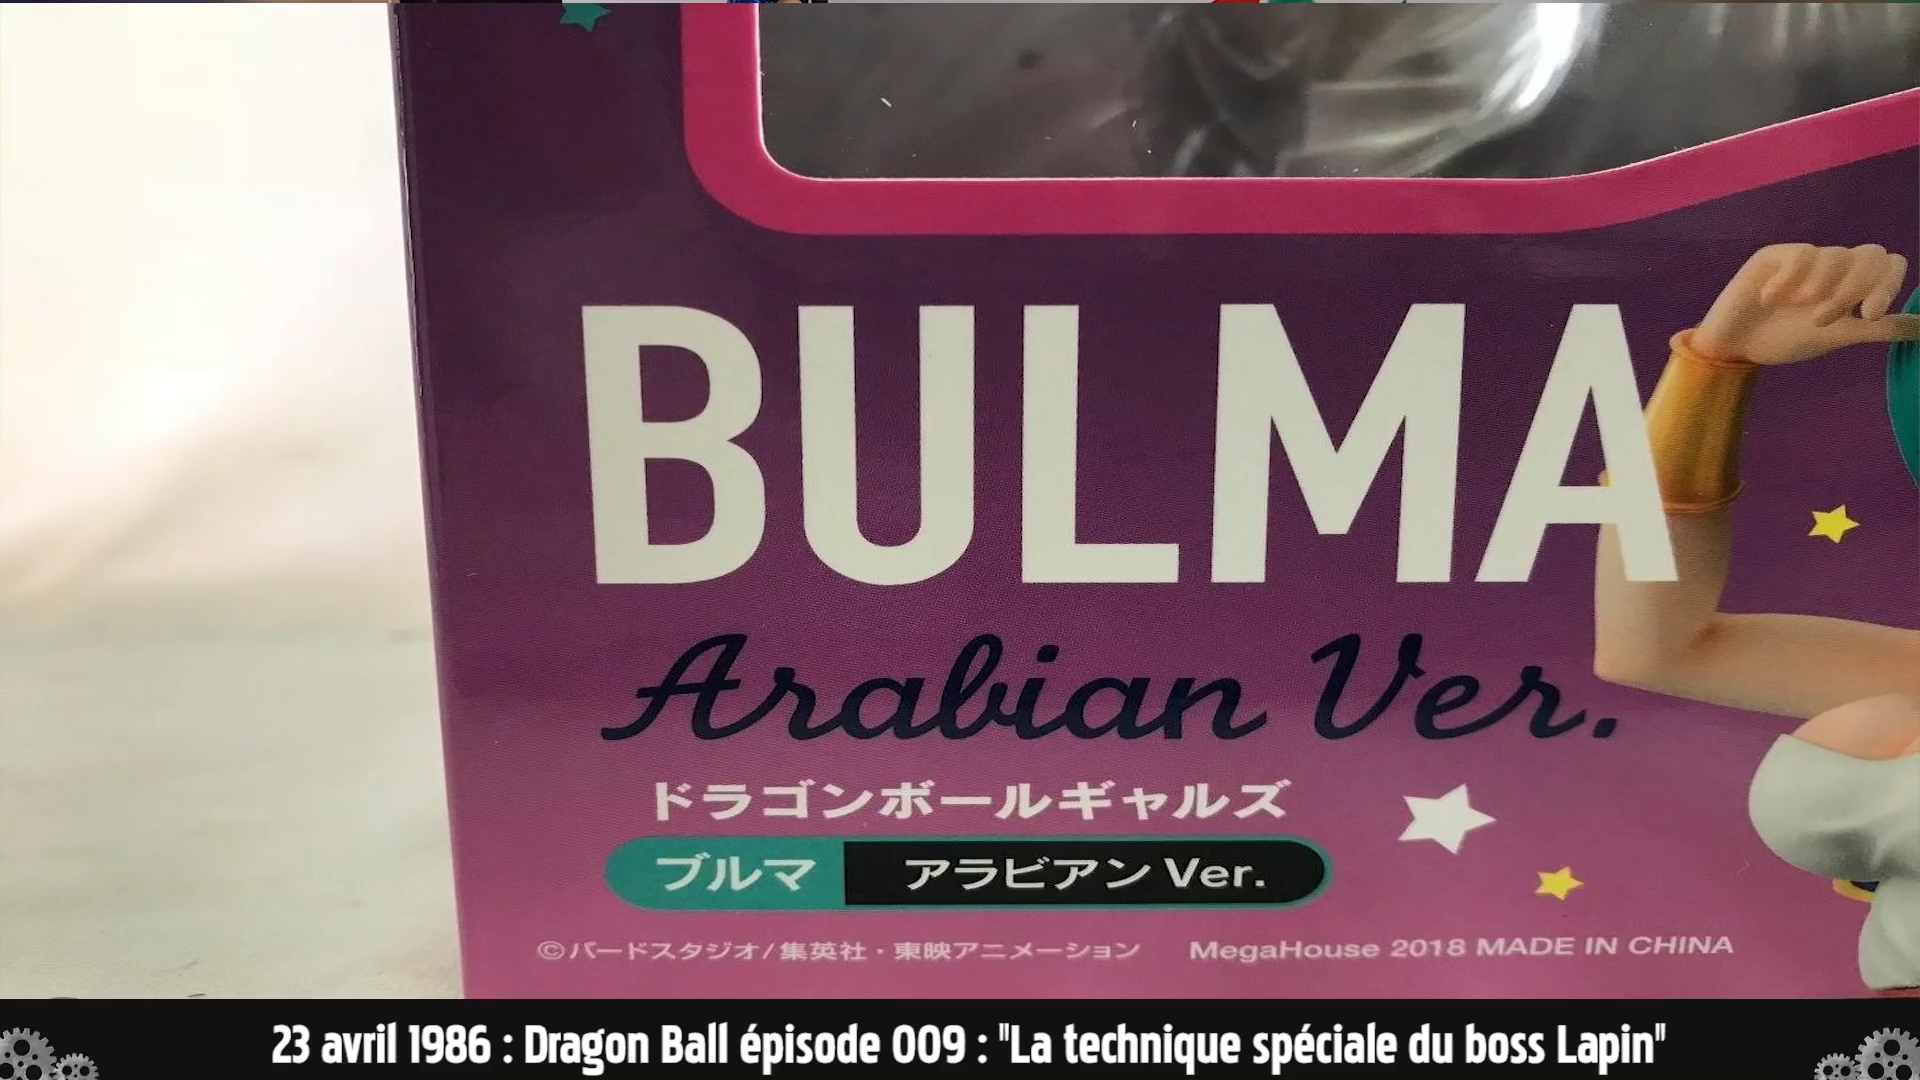 BULMA
Arabian Ver.
ドラゴンボールギャルズ
ブルマ アラビアン Ver.
©バードスタジオ/集英社・東映アニメーション MegaHouse 2018 MADE IN CHINA
23 avril 1986 : Dragon Ball épisode 009 : "La technique spéciale du boss Lapin"